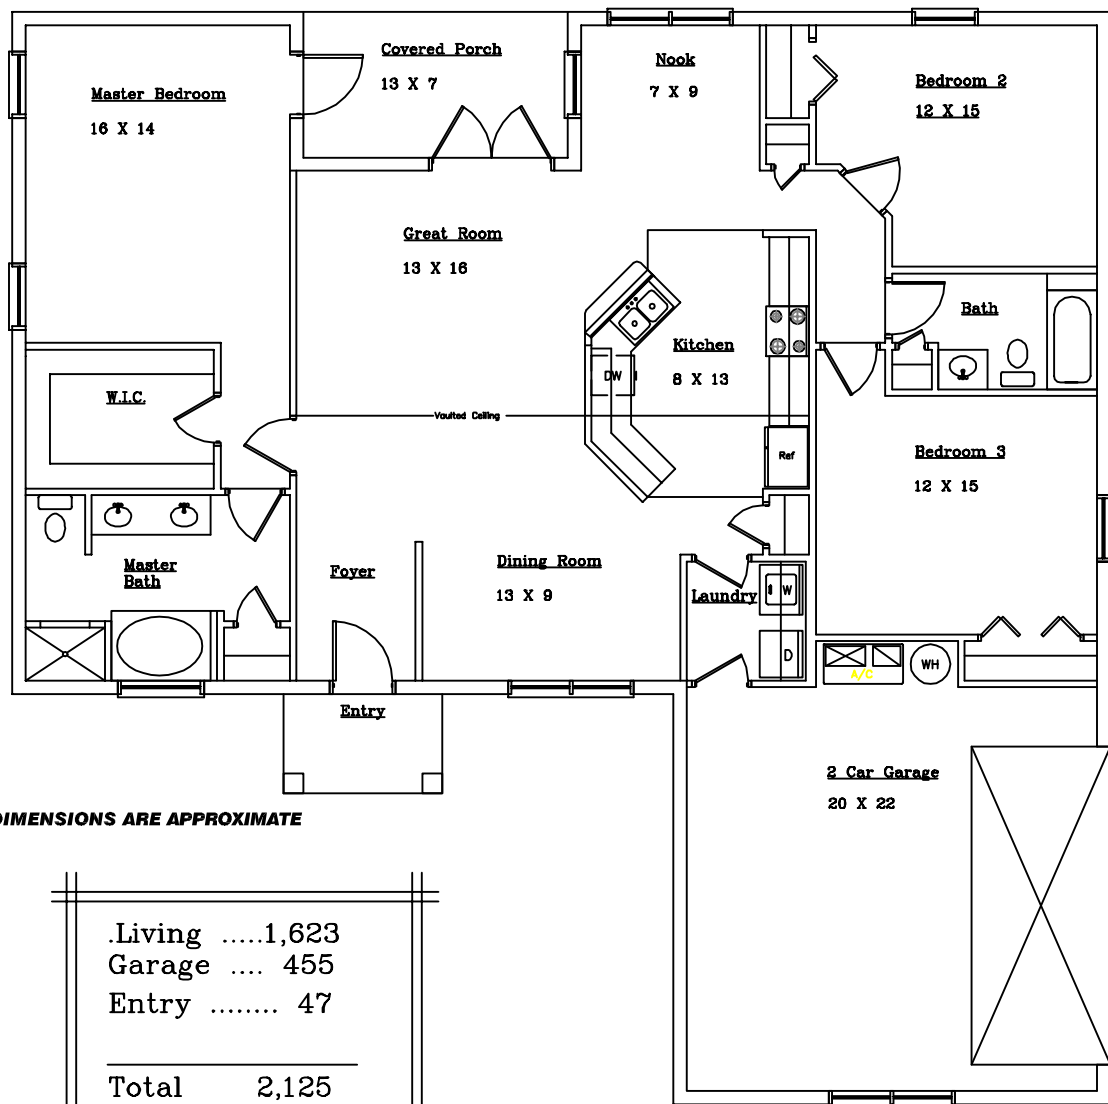 Covered Porch
13 X 7
Nook
7 X 9
Bedroom 2
12 X 15
Master Bedroom
16 X 14
Great Room
13 X 16
Bath
Kitchen
8 X 13
DW
W.I.C.
Vaulted Ceiling
Ref
Bedroom 3
12 X 15
Master
Bath
Foyer
Dining Room
13 X 9
Laundry
W
D
A/C
WH
Entry
2 Car Garage
20 X 22
DIMENSIONS ARE APPROXIMATE
.Living .....1,623
Garage .... 455
Entry ........ 47
Total 2,125